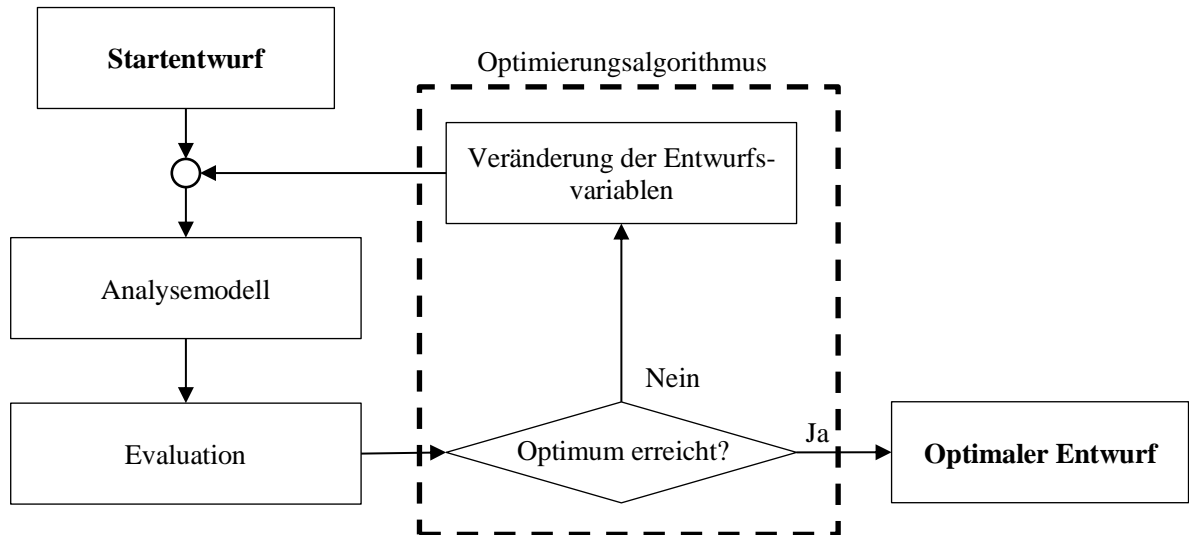 Startentwurf
Optimierungsalgorithmus
Veränderung der Entwurfs-
variablen
Analysemodell
Nein
Evaluation
Optimum erreicht?
Ja
Optimaler Entwurf